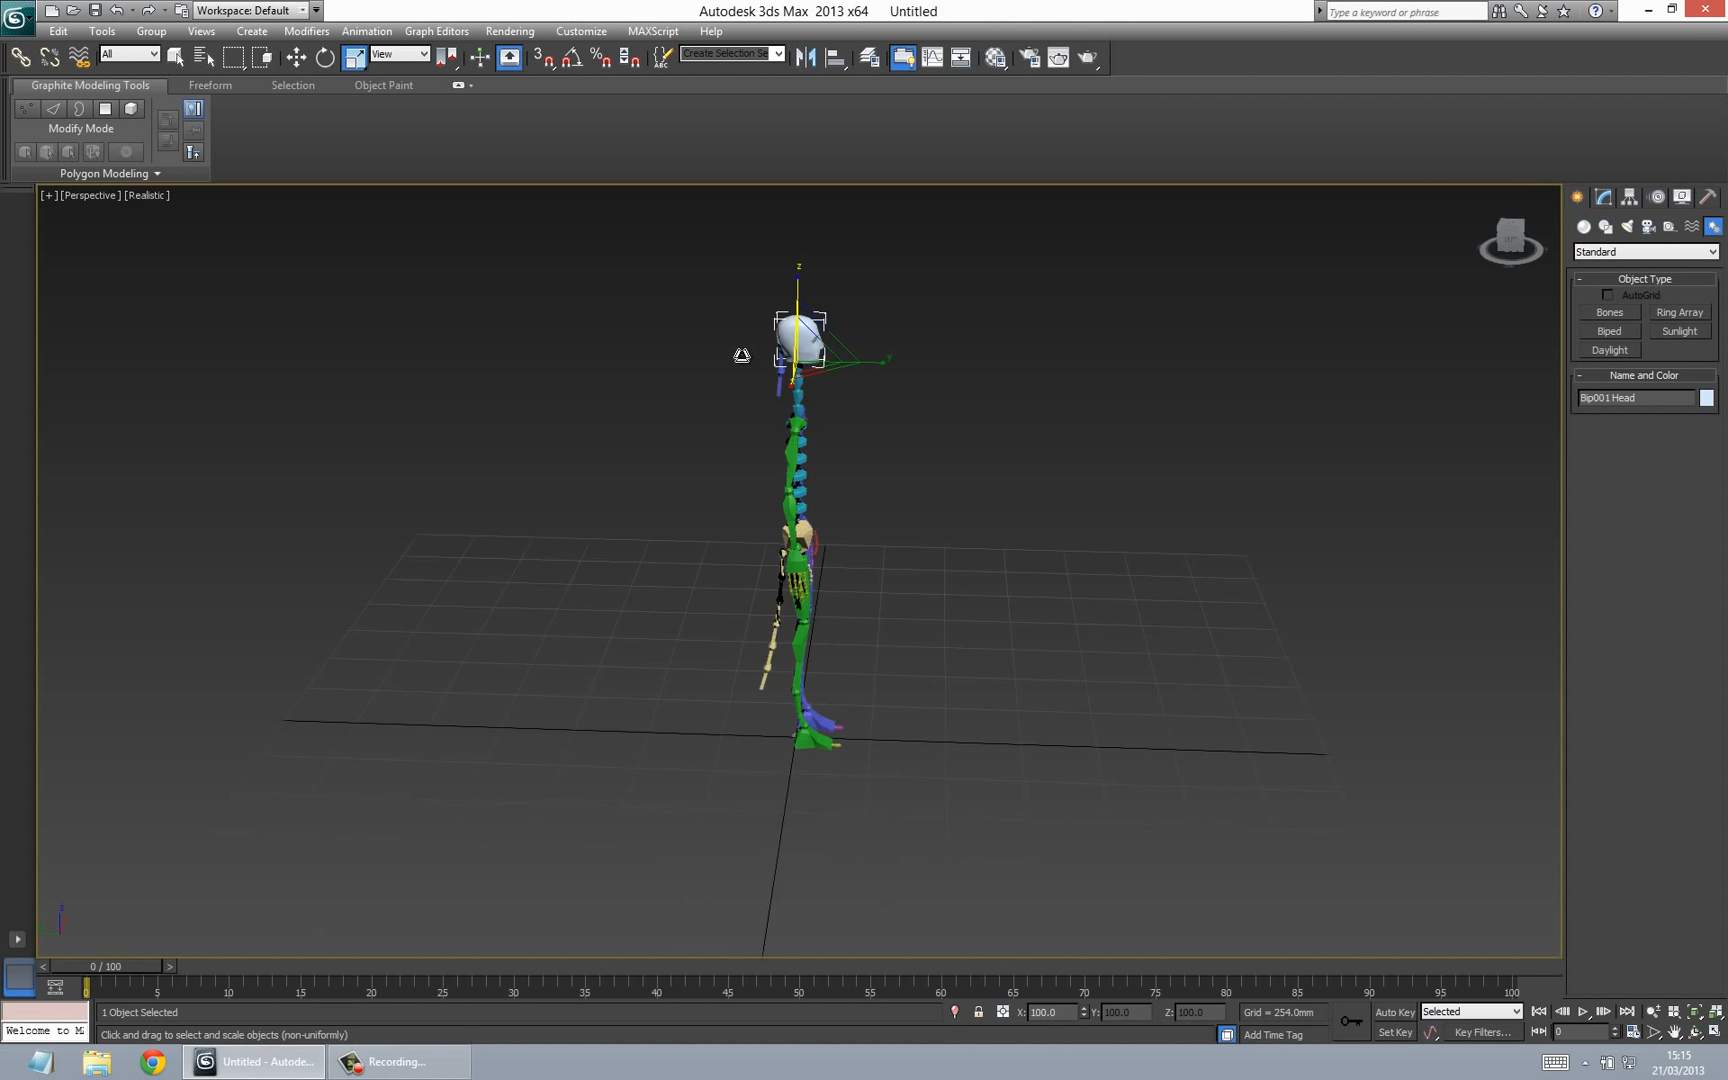 Workspace: Default
Autodesk 3ds Max 2013 x64 Untitled
Type a keyword or phrase
Edit Tools Group Views Create Modifiers Animation Graph Editors Rendering Customize MAXScript Help
All
View
3
Create Selection Se
Graphite Modeling Tools Freeform Selection Object Paint
Modify Mode
Polygon Modeling
[+] [Perspective] [Realistic]
Standard
Object Type
AutoGrid
Bones Ring Array
Biped Sunlight
Daylight
Name and Color
Bip001 Head
z
z
< 0 / 100 >
0 5 10 15 20 25 30 35 40 45 50 55 60 65 70 75 80 85 90 95 100
1 Object Selected
X: 100.0 Y: 100.0 Z: 100.0 Grid = 254.0mm
Auto Key Selected
Welcome to M
Click and drag to select and scale objects (non-uniformly)
Add Time Tag
Set Key Key Filters...
0
Untitled - Autode...
Recording...
15:15
21/03/2013